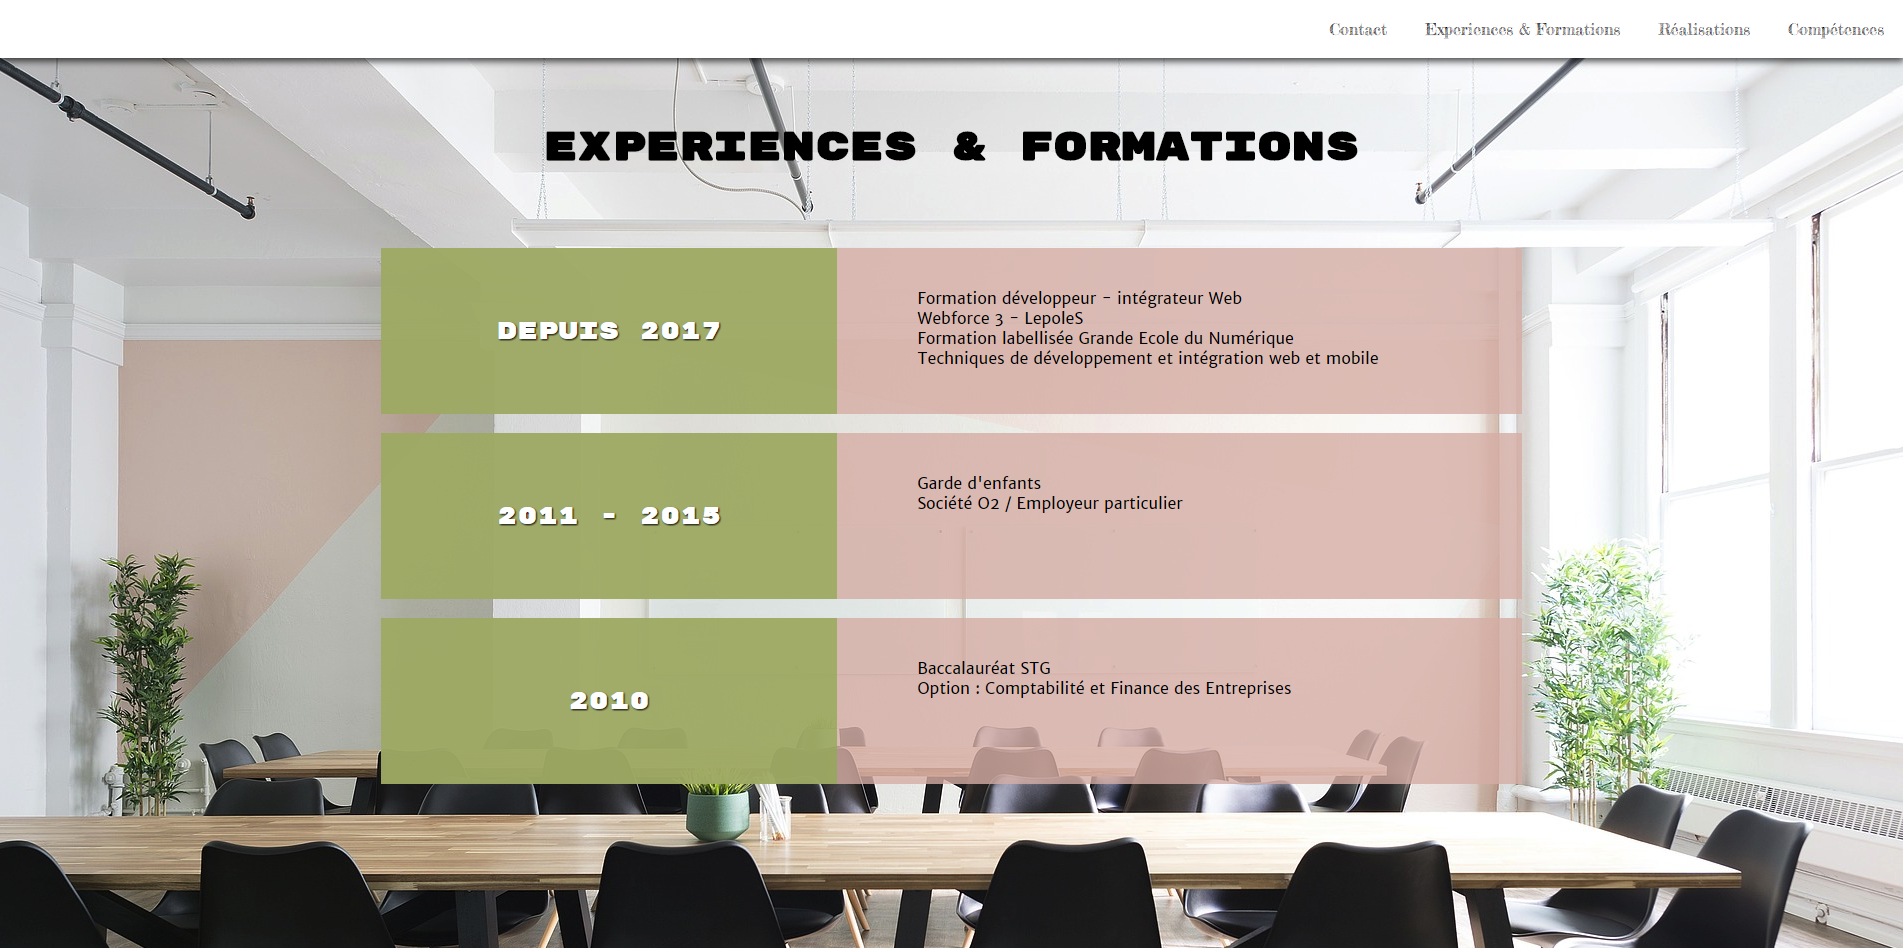 Contact Experiences & Formations Réalisations Compétences
EXPERIENCES & FORMATIONS
DEPUIS 2017
Formation développeur - intégrateur Web
Webforce 3 - LepoleS
Formation labellisée Grande Ecole du Numérique
Techniques de développement et intégration web et mobile
2011 - 2015
Garde d'enfants
Société O2 / Employeur particulier
2010
Baccalauréat STG
Option : Comptabilité et Finance des Entreprises